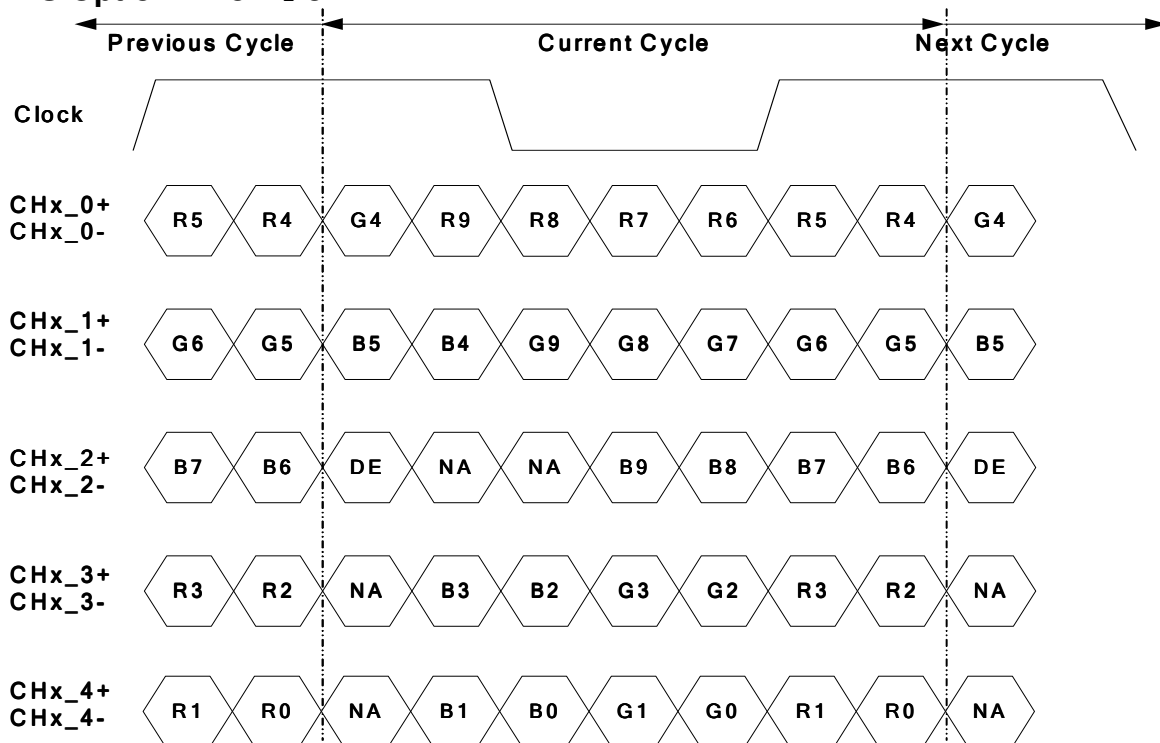 Previous Cycle Current Cycle Next Cycle
Clock
CHx_0+
CHx_0-
R5 R4 G4 R9 R8 R7 R6 R5 R4 G4
CHx_1+
CHx_1-
G6 G5 B5 B4 G9 G8 G7 G6 G5 B5
CHx_2+
CHx_2-
B7 B6 DE NA NA B9 B8 B7 B6 DE
CHx_3+
CHx_3-
R3 R2 NA B3 B2 G3 G2 R3 R2 NA
CHx_4+
CHx_4-
R1 R0 NA B1 B0 G1 G0 R1 R0 NA